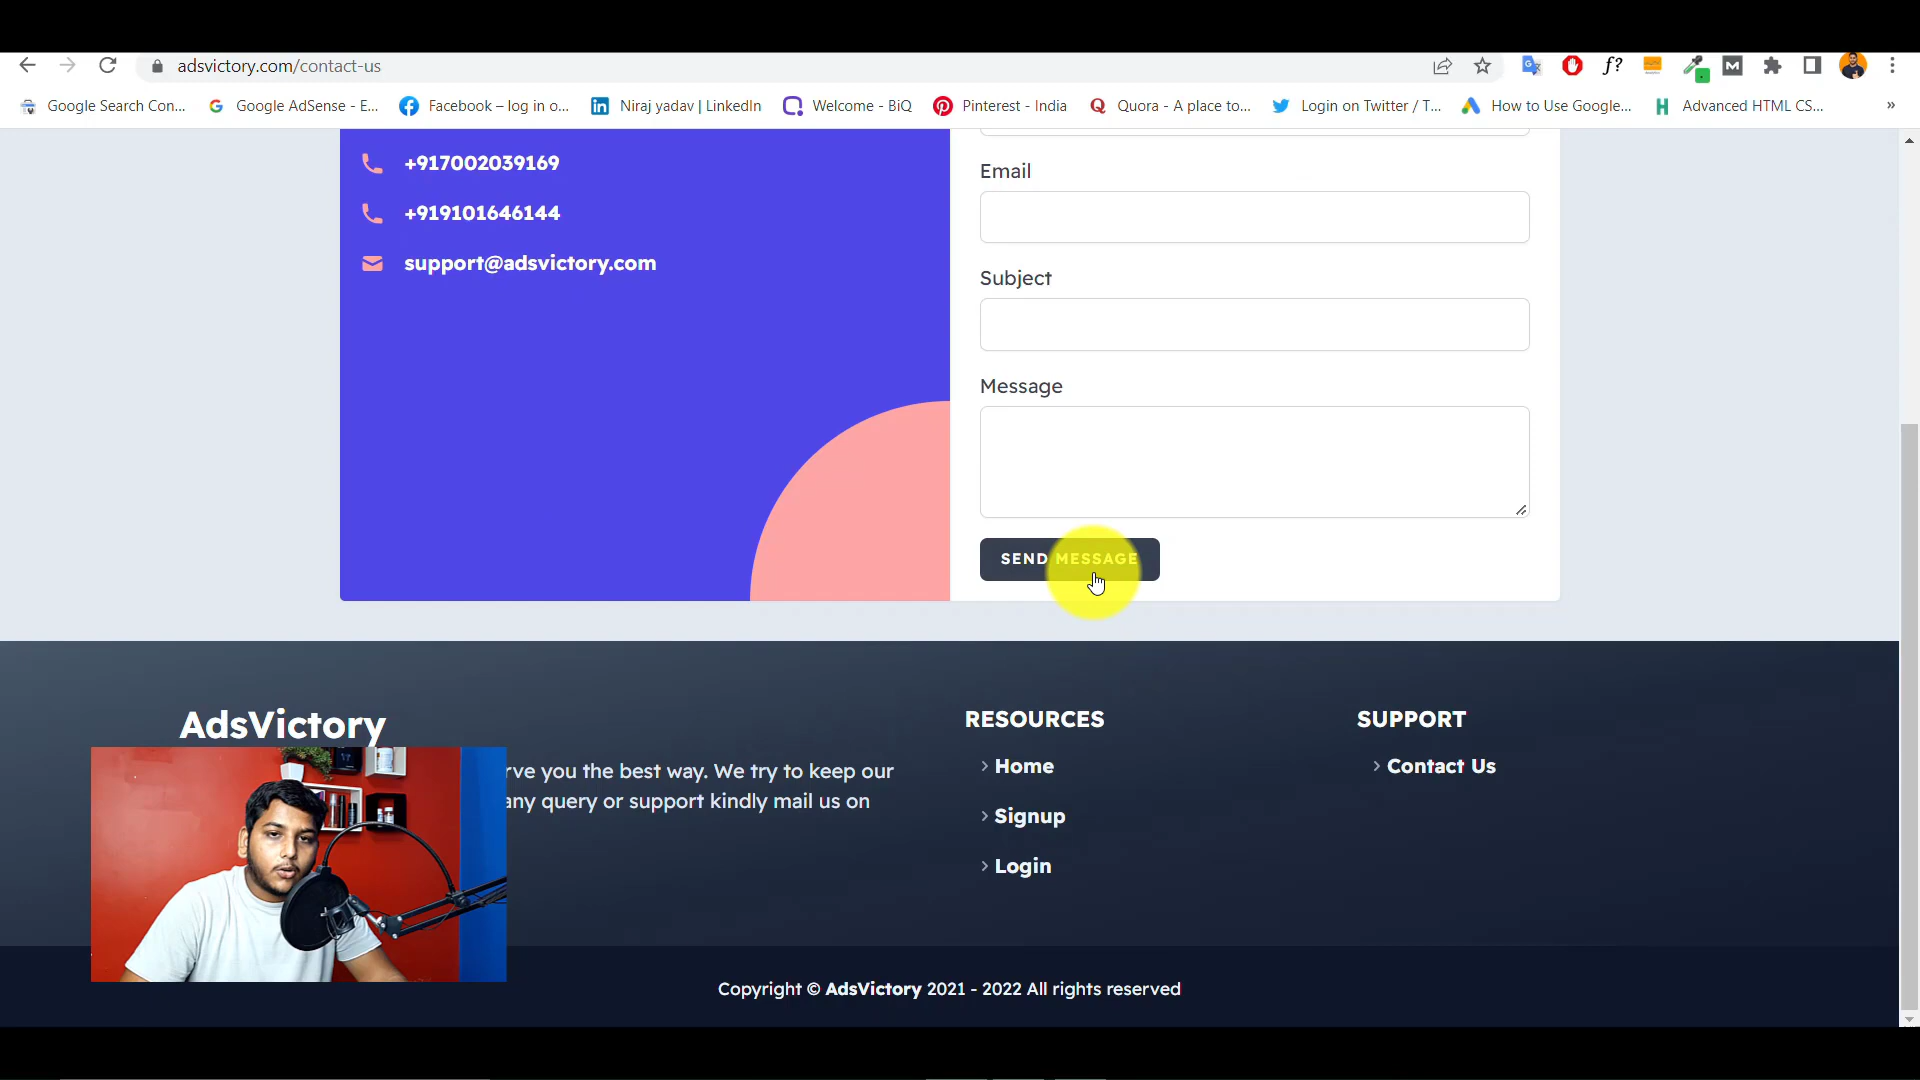 adsvictory.com/contact-us
f?
M
Google Search Con...
Google AdSense - E...
Facebook – log in o...
Niraj yadav | LinkedIn
Welcome - BiQ
Pinterest - India
Quora - A place to...
Login on Twitter / T...
How to Use Google...
Advanced HTML CS...
»
+917002039169
+919101646144
support@adsvictory.com
Email
Subject
Message
SEND MESSAGE
AdsVictory
rve you the best way. We try to keep our
any query or support kindly mail us on
RESOURCES
Home
Signup
Login
SUPPORT
Contact Us
Copyright © AdsVictory 2021 - 2022 All rights reserved